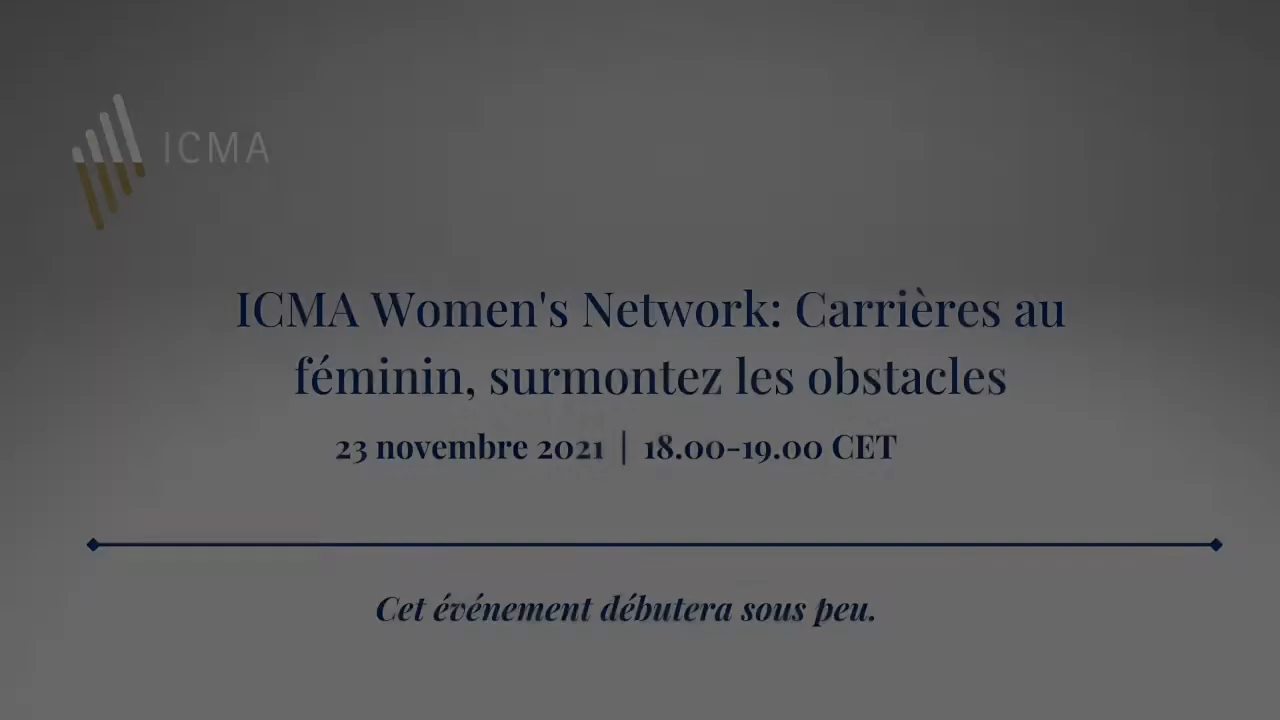 ICMA
ICMA Women's Network: Carrières au
féminin, surmontez les obstacles
23 novembre 2021 | 18.00-19.00 CET
Cet événement débutera sous peu.